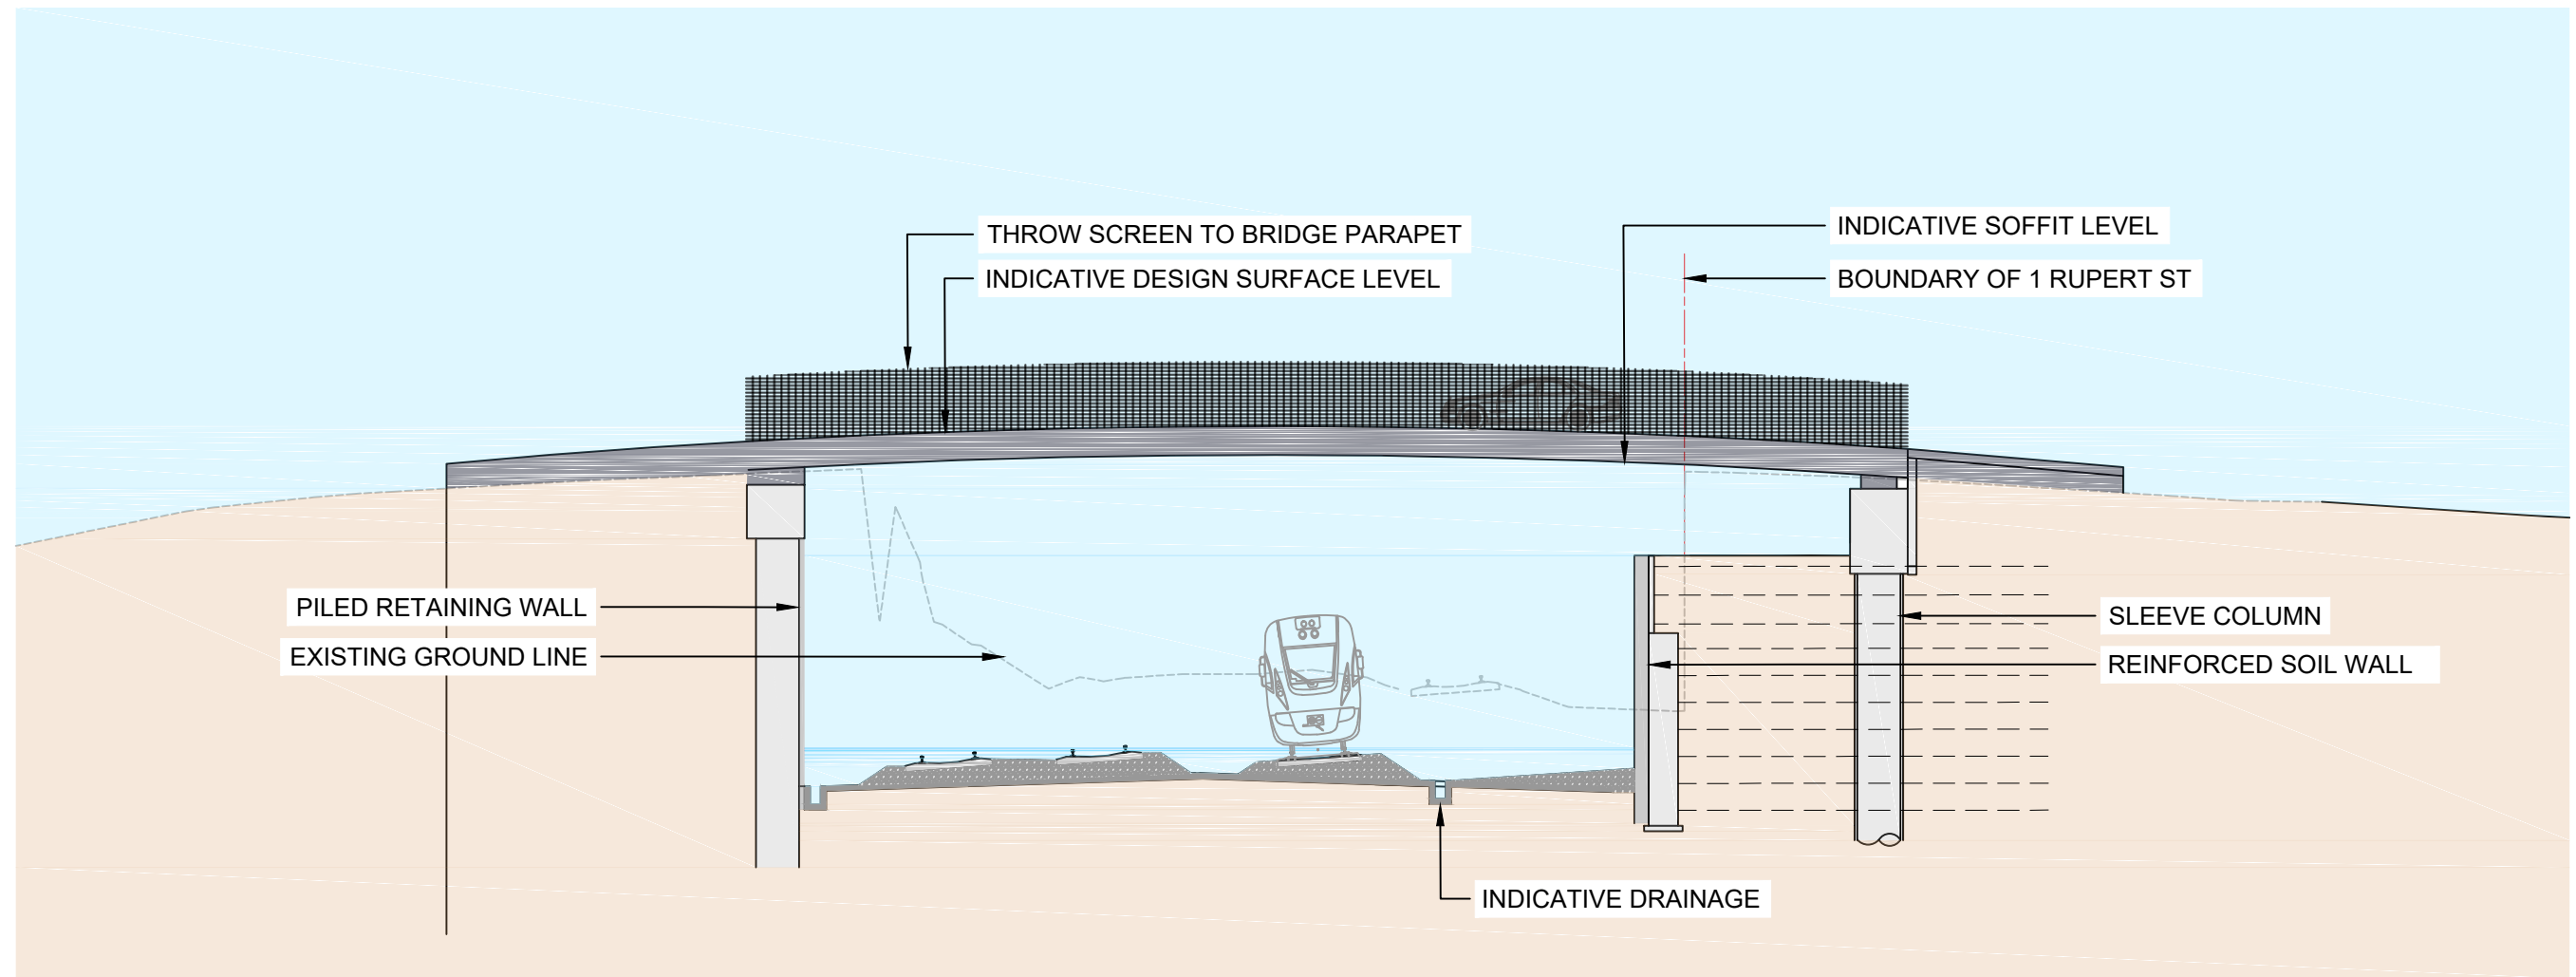 THROW SCREEN TO BRIDGE PARAPET
INDICATIVE DESIGN SURFACE LEVEL
INDICATIVE SOFFIT LEVEL
BOUNDARY OF 1 RUPERT ST
PILED RETAINING WALL
EXISTING GROUND LINE
SLEEVE COLUMN
REINFORCED SOIL WALL
INDICATIVE DRAINAGE